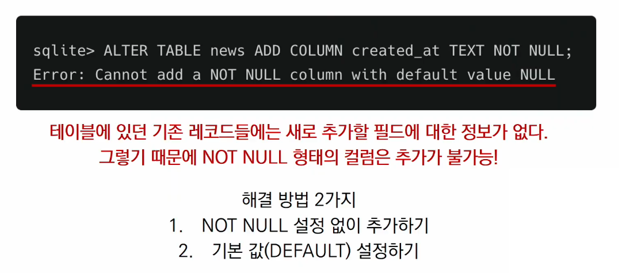 sqlite> ALTER TABLE news ADD COLUMN created_at TEXT NOT NULL;
Error: Cannot add a NOT NULL column with default value NULL
테이블에 있던 기존 레코드들에는 새로 추가할 필드에 대한 정보가 없다.
그렇기 때문에 NOT NULL 형태의 컬럼은 추가가 불가능!
해결 방법 2가지
1. NOT NULL 설정 없이 추가하기
2. 기본 값(DEFAULT) 설정하기